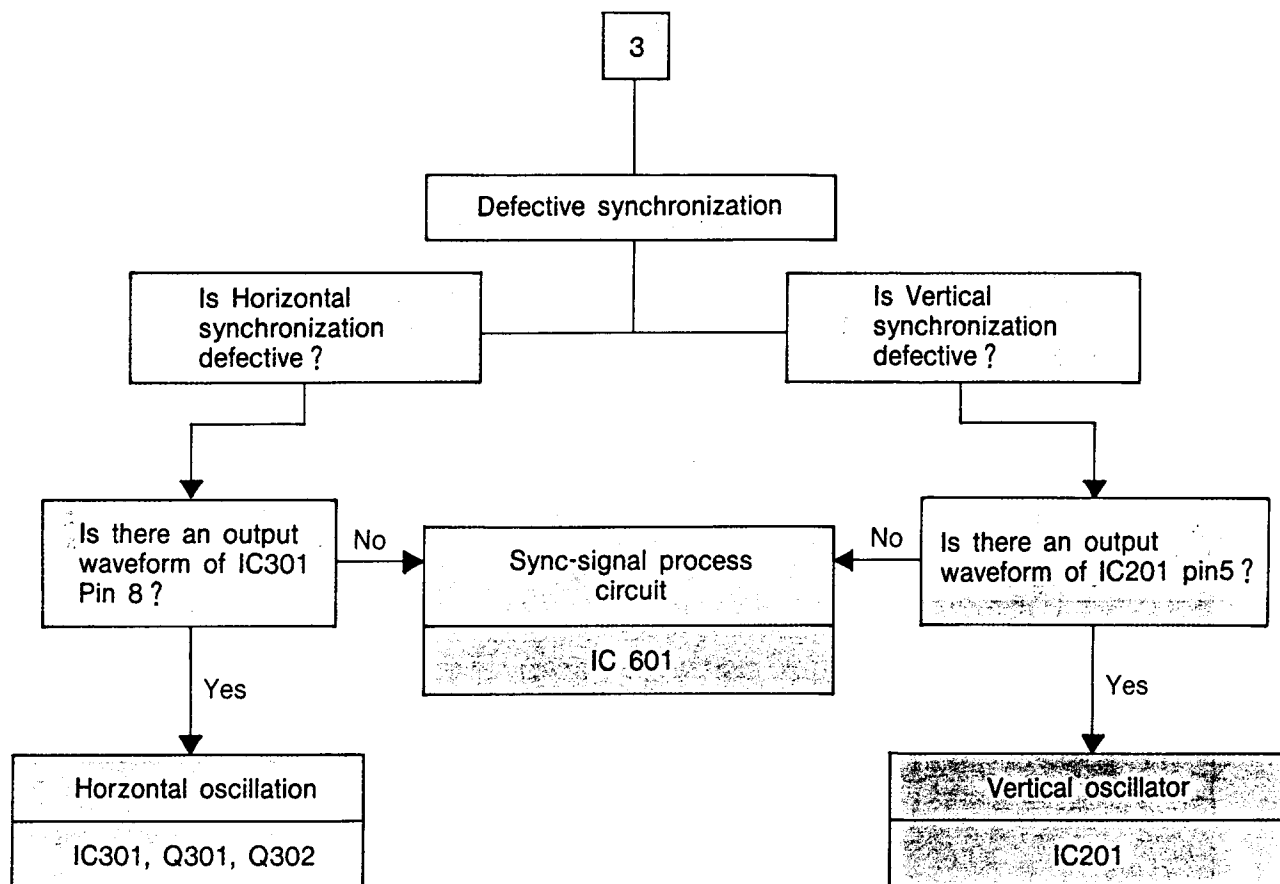 3
Defective synchronization
Is Horizontal
synchronization
defective ?
Is Vertical
synchronization
defective ?
Is there an output
waveform of IC301
Pin 8 ?
No
Sync-signal process
circuit
IC 601
No
Is there an output
waveform of IC201 pin5 ?
Yes
Yes
Horzontal oscillation
IC301, Q301, Q302
Vertical oscillator
IC201